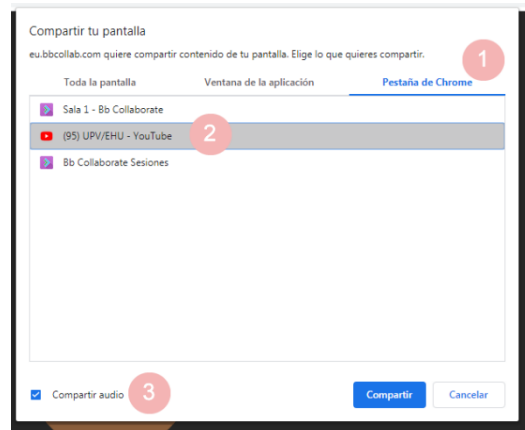 Compartir tu pantalla
eu.bbcollab.com quiere compartir contenido de tu pantalla. Elige lo que quieres compartir.
1
Toda la pantalla Ventana de la aplicación Pestaña de Chrome
Sala 1 - Bb Collaborate
(95) UPV/EHU - YouTube 2
Bb Collaborate Sesiones
Compartir audio 3 Compartir Cancelar